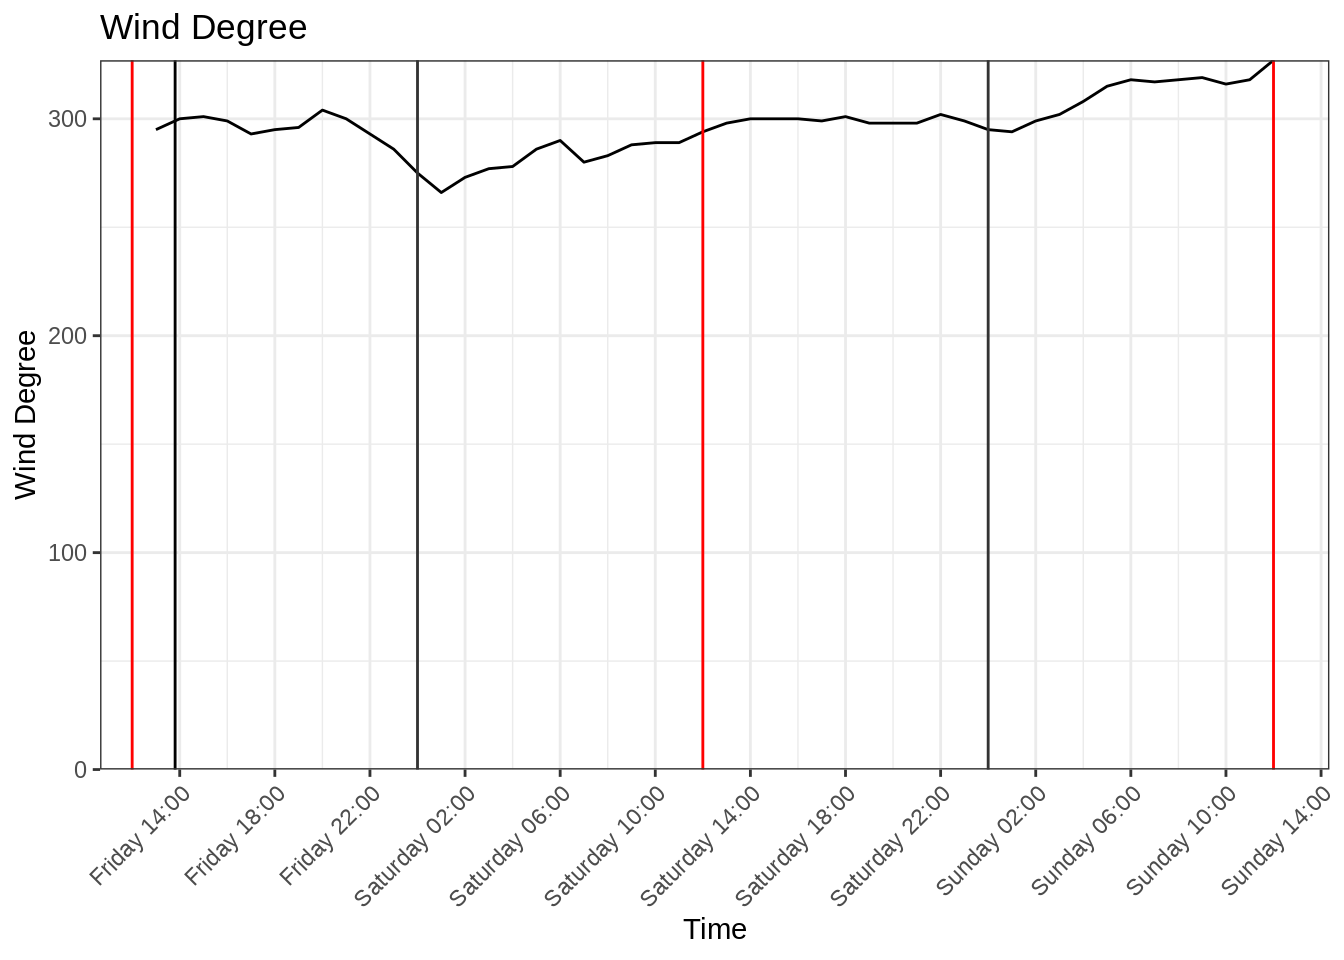 Wind Degree
Wind Degree
300
200
100
0
Friday 14:00
Friday 18:00
Friday 22:00
Saturday 02:00
Saturday 06:00
Saturday 10:00
Saturday 14:00
Saturday 18:00
Saturday 22:00
Sunday 02:00
Sunday 06:00
Sunday 10:00
Sunday 14:00
Time